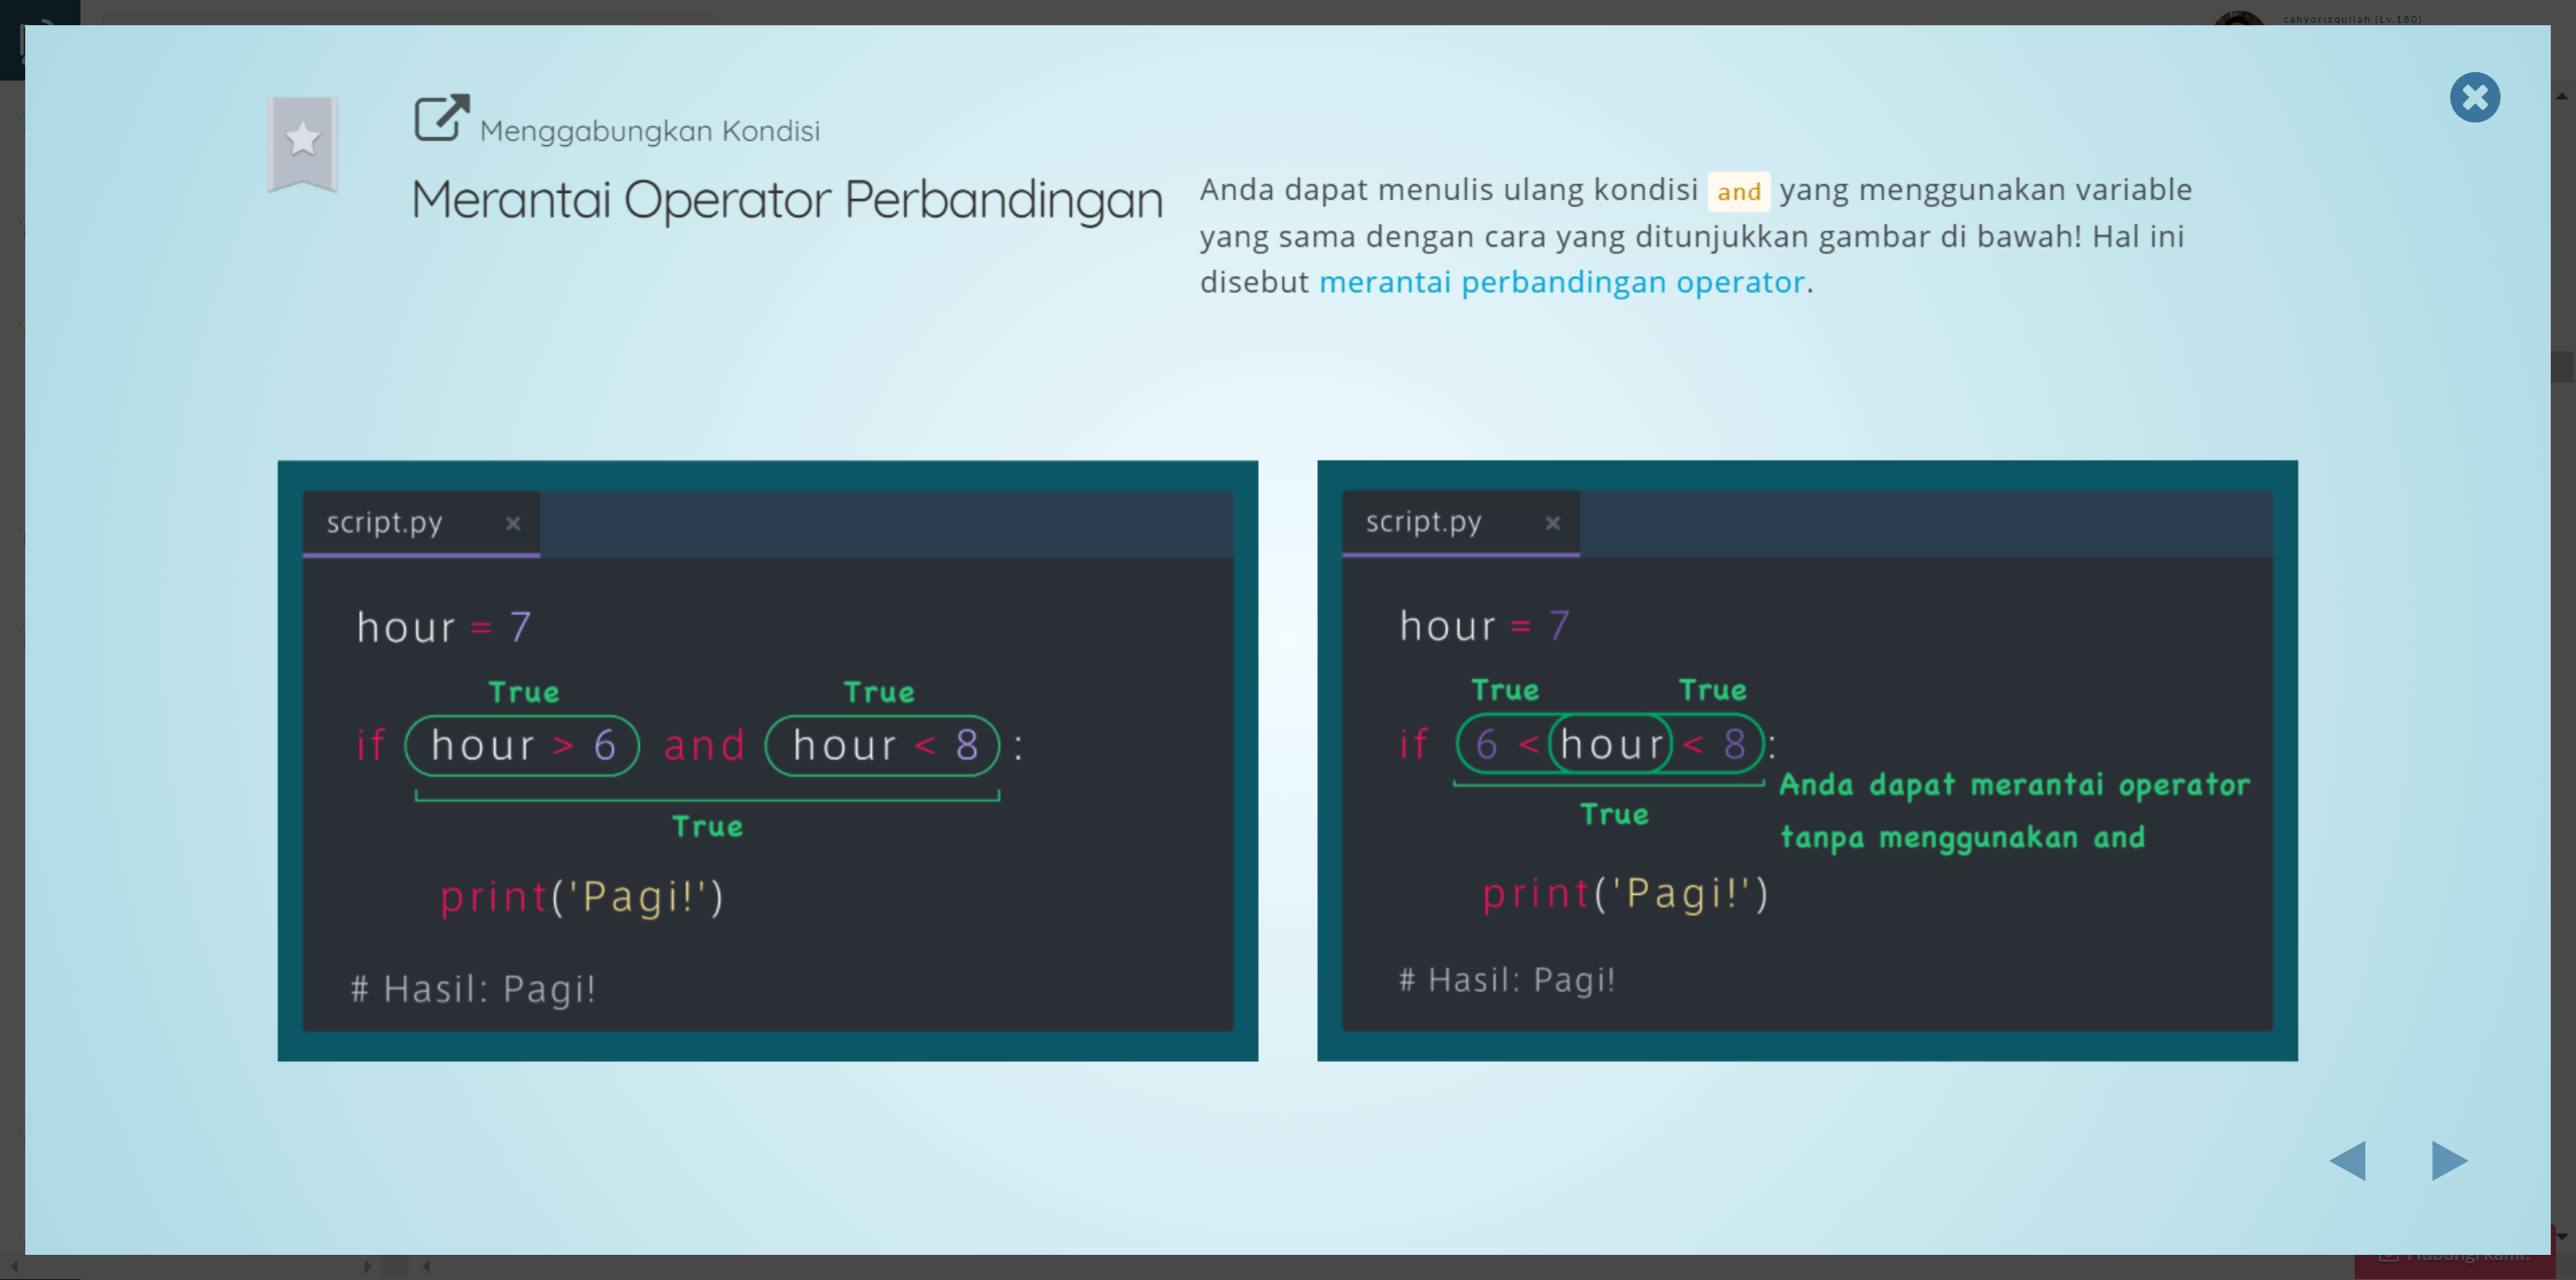 cahyorizqullah (Lv.180)
Menggabungkan Kondisi
Merantai Operator Perbandingan
Anda dapat menulis ulang kondisi and yang menggunakan variable
yang sama dengan cara yang ditunjukkan gambar di bawah! Hal ini
disebut merantai perbandingan operator.
script.py ×
hour = 7
True True
if hour > 6 and hour < 8 :
True
print('Pagi!')
# Hasil: Pagi!
script.py ×
hour = 7
True True
if 6 < hour < 8:
Anda dapat merantai operator
True
tanpa menggunakan and
print('Pagi!')
# Hasil: Pagi!